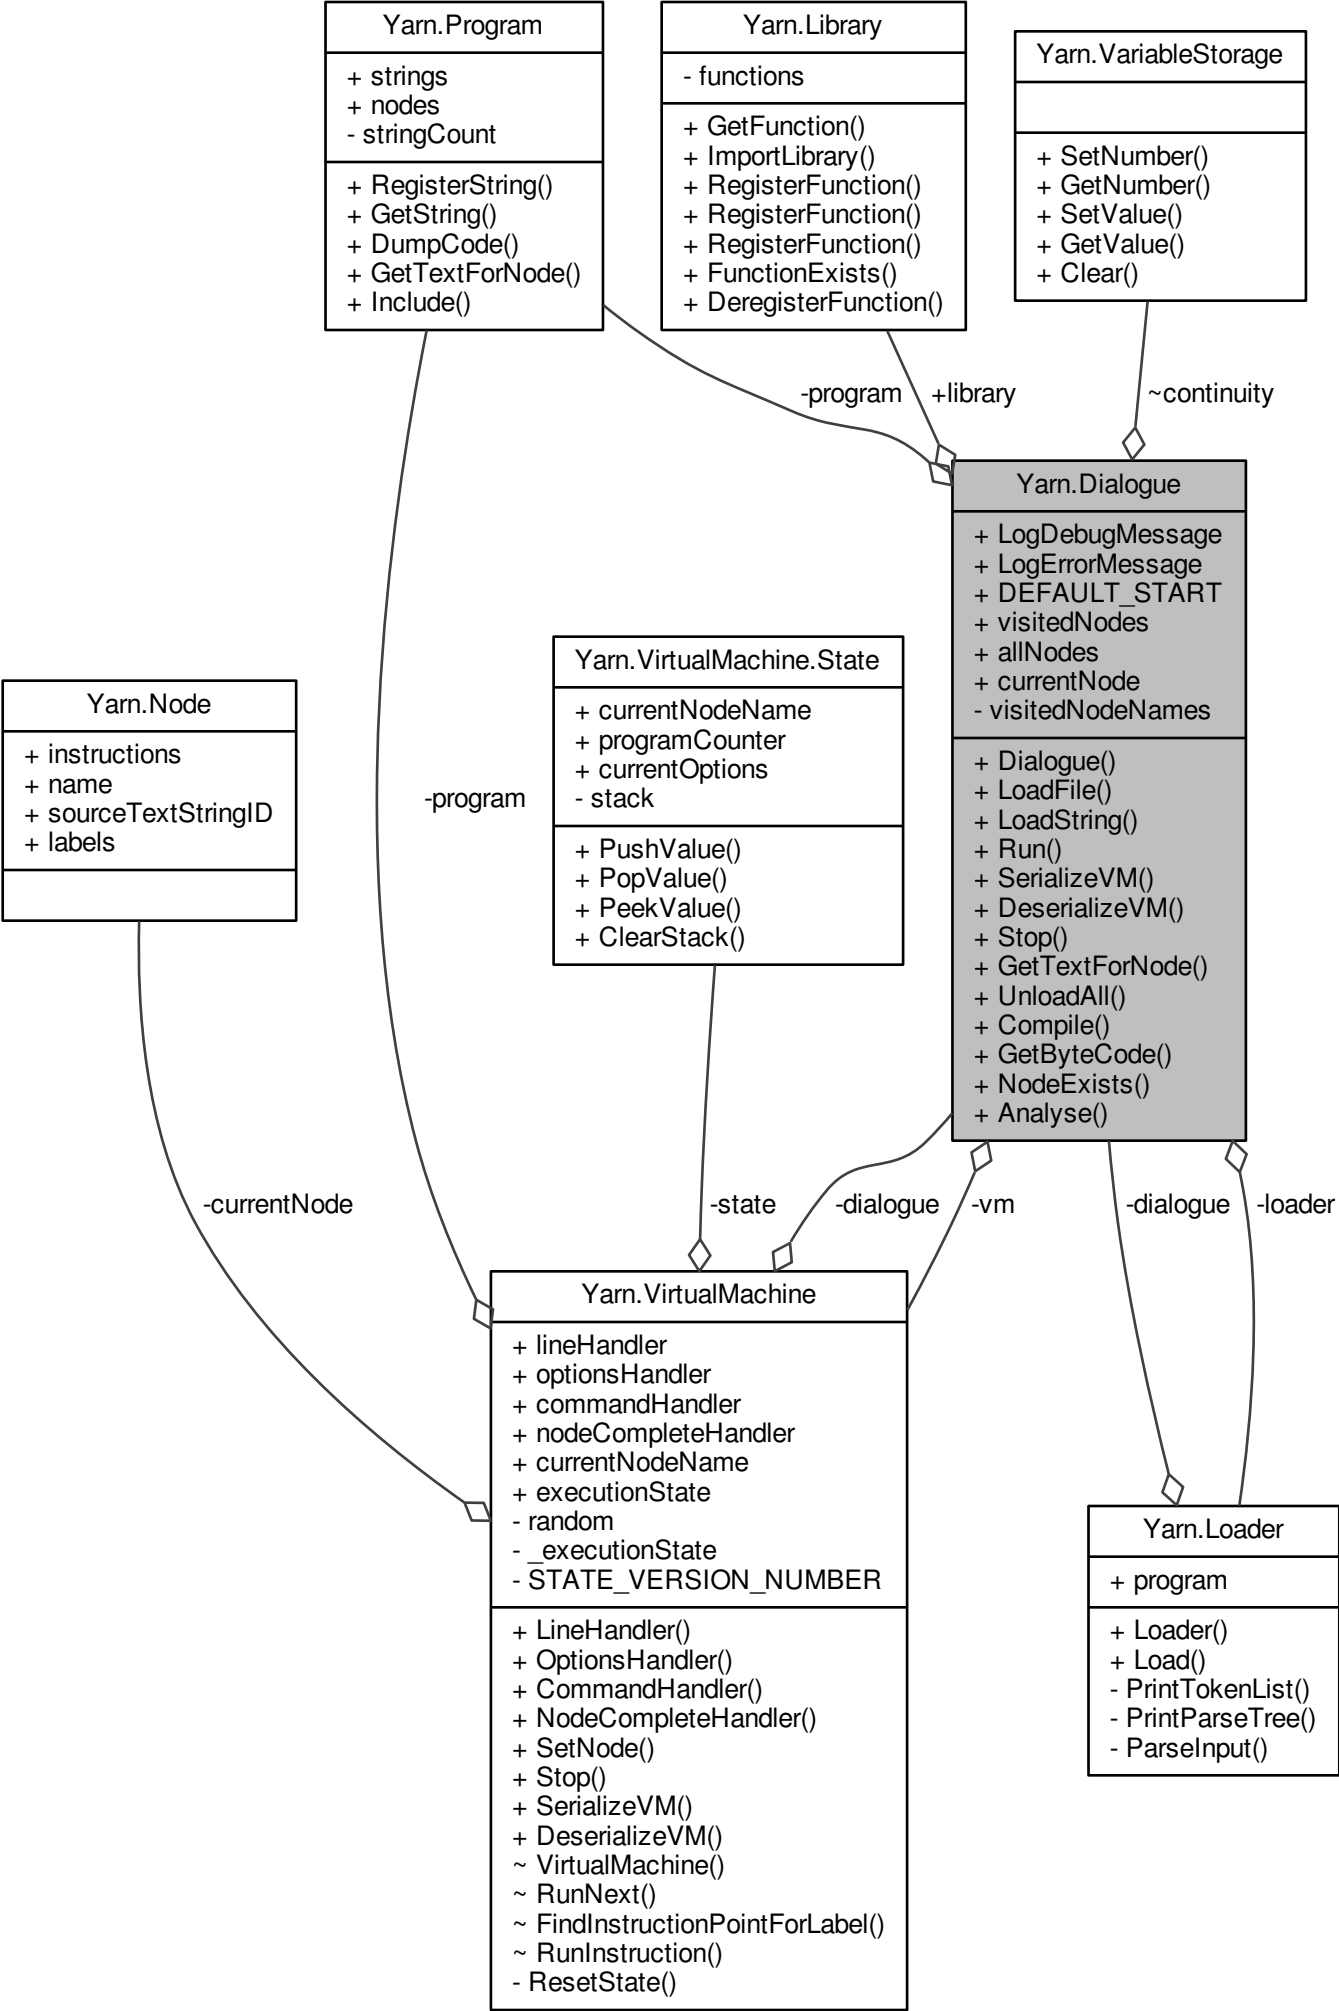 Yarn.Program
+ strings
+ nodes
- stringCount
+ RegisterString()
+ GetString()
+ DumpCode()
+ GetTextForNode()
+ Include()
Yarn.Library
- functions
+ GetFunction()
+ ImportLibrary()
+ RegisterFunction()
+ RegisterFunction()
+ RegisterFunction()
+ FunctionExists()
+ DeregisterFunction()
Yarn.VariableStorage
+ SetNumber()
+ GetNumber()
+ SetValue()
+ GetValue()
+ Clear()
-program
+library
~continuity
Yarn.Dialogue
+ LogDebugMessage
+ LogErrorMessage
+ DEFAULT_START
+ visitedNodes
+ allNodes
+ currentNode
- visitedNodeNames
+ Dialogue()
+ LoadFile()
+ LoadString()
+ Run()
+ SerializeVM()
+ DeserializeVM()
+ Stop()
+ GetTextForNode()
+ UnloadAll()
+ Compile()
+ GetByteCode()
+ NodeExists()
+ Analyse()
Yarn.VirtualMachine.State
+ currentNodeName
+ programCounter
+ currentOptions
- stack
+ PushValue()
+ PopValue()
+ PeekValue()
+ ClearStack()
Yarn.Node
+ instructions
+ name
+ sourceTextStringID
+ labels
-program
-currentNode
-state
-dialogue
-vm
-dialogue
-loader
Yarn.VirtualMachine
+ lineHandler
+ optionsHandler
+ commandHandler
+ nodeCompleteHandler
+ currentNodeName
+ executionState
- random
- _executionState
- STATE_VERSION_NUMBER
+ LineHandler()
+ OptionsHandler()
+ CommandHandler()
+ NodeCompleteHandler()
+ SetNode()
+ Stop()
+ SerializeVM()
+ DeserializeVM()
~ VirtualMachine()
~ RunNext()
~ FindInstructionPointForLabel()
~ RunInstruction()
- ResetState()
Yarn.Loader
+ program
+ Loader()
+ Load()
- PrintTokenList()
- PrintParseTree()
- ParseInput()